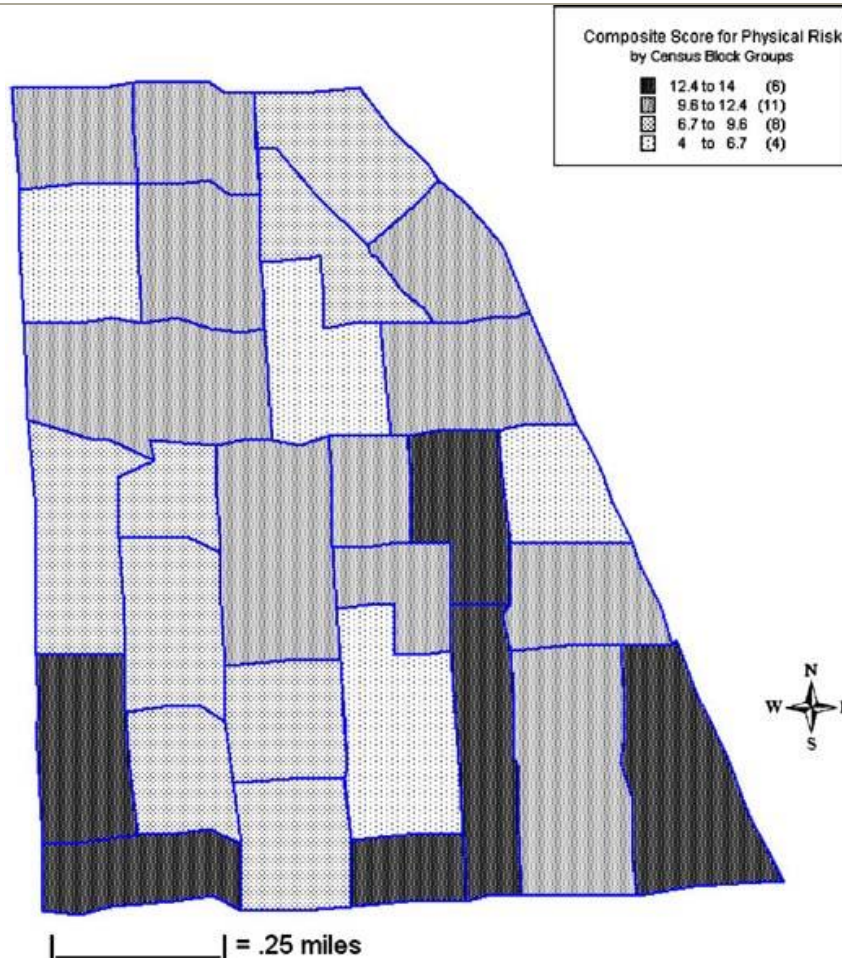 Composite Score for Physical Risk
by Census Block Groups
12.4 to 14 (6)
9.6 to 12.4 (11)
6.7 to 9.6 (8)
4 to 6.7 (4)
N
W
S
= .25 miles